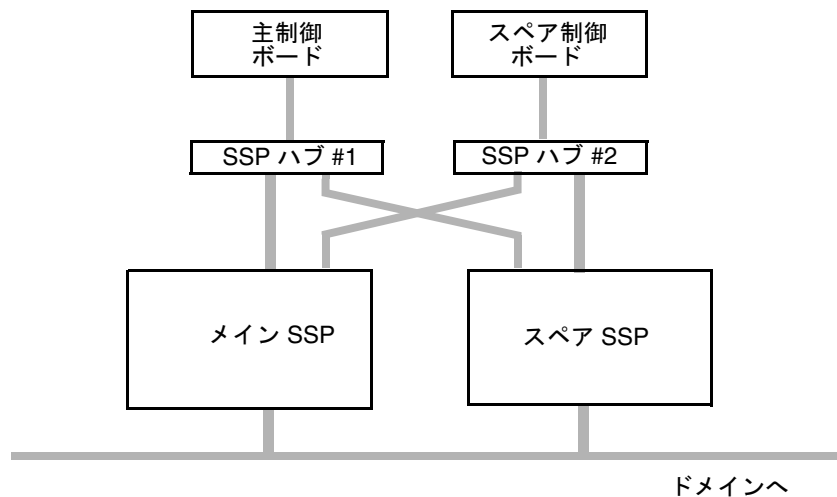 主制御
ボード
スペア制御
ボード
SSP ハブ #1
SSP ハブ #2
メイン SSP
スペア SSP
ドメインへ